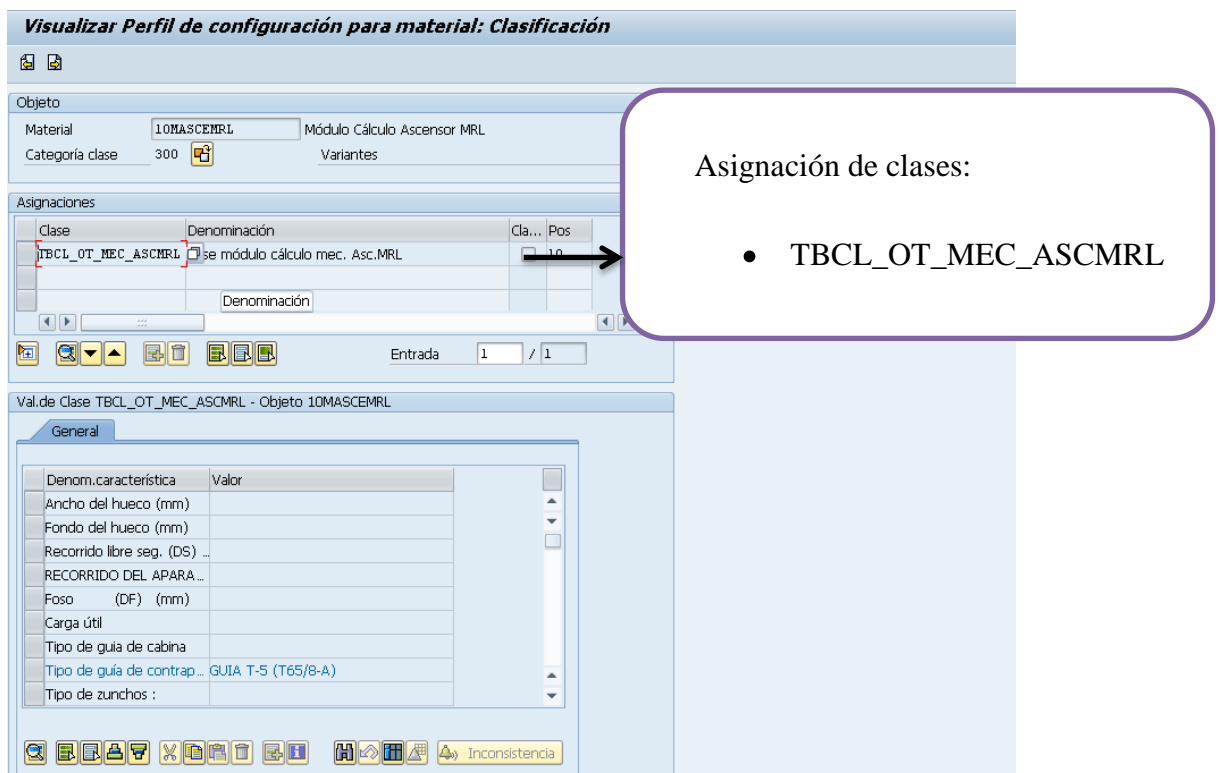 Visualizar Perfil de configuración para material: Clasificación
Objeto
Material 10MASCEMRL Módulo Cálculo Ascensor MRL
Categoría clase 300 Variantes
Asignaciones
Clase Denominación Cla... Pos
TBCL_OT_MEC_ASCMRL se módulo cálculo mec. Asc.MRL 10
Denominación
Entrada 1 / 1
Asignación de clases:
• TBCL_OT_MEC_ASCMRL
Val.de Clase TBCL_OT_MEC_ASCMRL - Objeto 10MASCEMRL
General
Denom.característica Valor
Ancho del hueco (mm)
Fondo del hueco (mm)
Recorrido libre seg. (DS) ...
RECORRIDO DEL APARA...
Foso (DF) (mm)
Carga útil
Tipo de guia de cabina
Tipo de guía de contrap... GUIA T-5 (T65/8-A)
Tipo de zunchos :
Inconsistencia